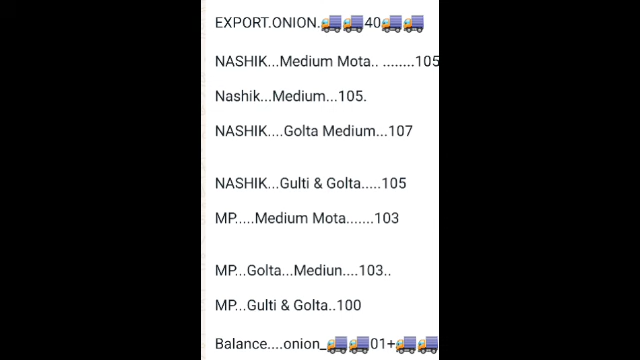 EXPORT.ONION.🚛🚛40🚛🚛
NASHIK...Medium Mota.. ........105
Nashik...Medium...105.
NASHIK....Golta Medium...107
NASHIK...Gulti & Golta.....105
MP.....Medium Mota.......103
MP...Golta...Mediun....103..
MP...Gulti & Golta..100
Balance....onion_🚛🚛01+🚛🚛